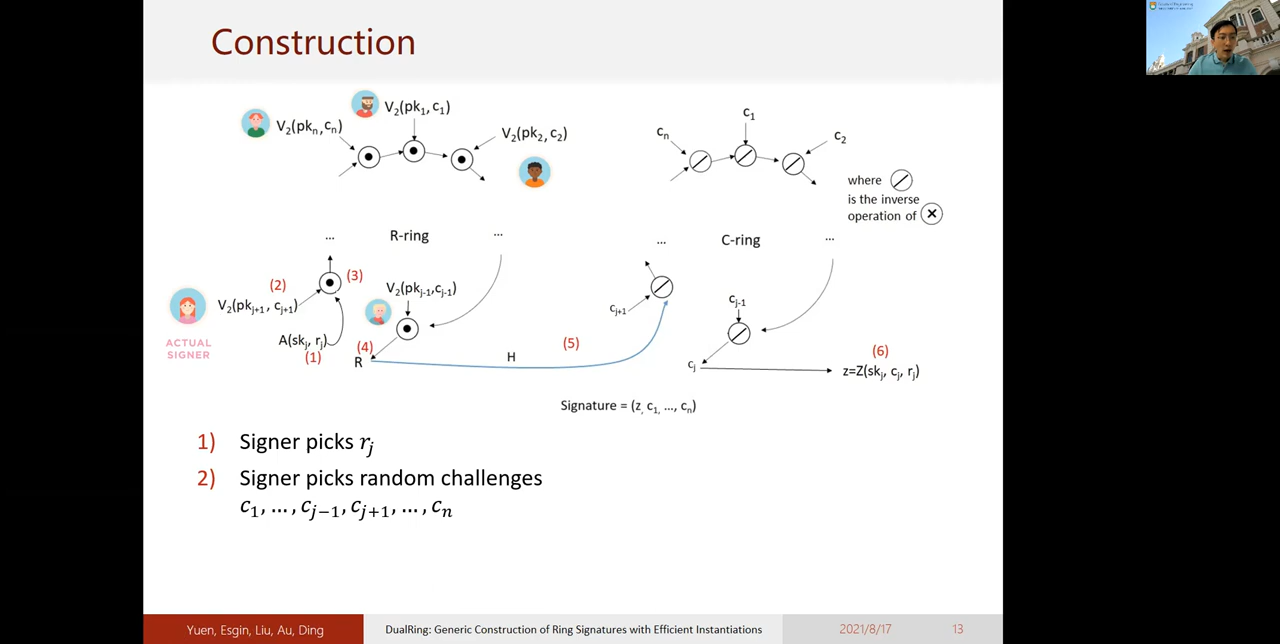 Construction
V₂(pkₙ, cₙ)
V₂(pk₁, c₁)
V₂(pk₂, c₂)
cₙ
c₁
c₂
where ⊘
is the inverse
operation of ⊗
...
R-ring
...
...
C-ring
...
(2)
(3)
V₂(pkⱼ₊₁, cⱼ₊₁)
V₂(pkⱼ₋₁,cⱼ₋₁)
cⱼ₊₁
cⱼ₋₁
ACTUAL
SIGNER
A(skⱼ, rⱼ)
(1)
(4)
R
H
(5)
cⱼ
(6)
z=Z(skⱼ, cⱼ, rⱼ)
Signature = (z, c₁, ..., cₙ)
1) Signer picks rⱼ
2) Signer picks random challenges
c₁, … , cⱼ₋₁, cⱼ₊₁, … , cₙ
Yuen, Esgin, Liu, Au, Ding
DualRing: Generic Construction of Ring Signatures with Efficient Instantiations
2021/8/17
13